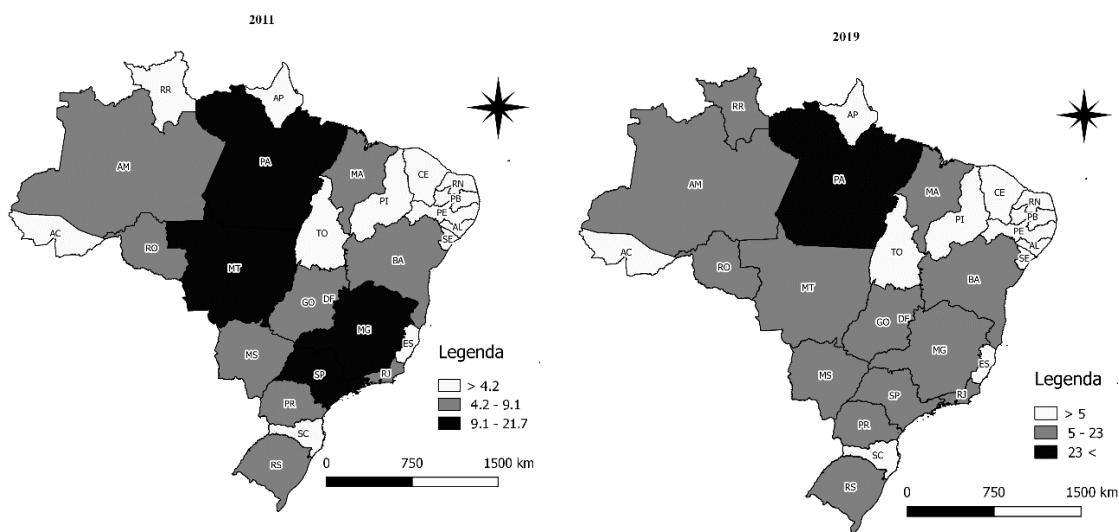 2011
RR
AP
AM
PA
MA
CE
RN
PB
PE
AL
SE
PI
AC
TO
RO
BA
MT
GO
DF
MG
ES
MS
SP
RJ
PR
SC
RS
Legenda
> 4.2
4.2 - 9.1
9.1 - 21.7
0 750 1500 km
2019
RR
AP
AM
PA
MA
CE
RN
PB
PE
AL
SE
PI
AC
TO
RO
BA
MT
GO
DF
MG
ES
MS
SP
RJ
PR
SC
RS
Legenda
> 5
5 - 23
23 <
0 750 1500 km